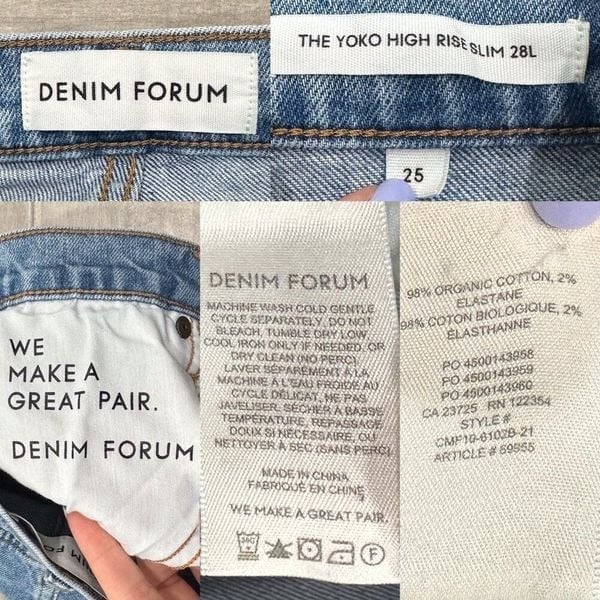 DENIM FORUM
THE YOKO HIGH RISE SLIM 28L
25
WE
MAKE A
GREAT PAIR.
DENIM FORUM
DENIM FORUM
MACHINE WASH COLD GENTLE
CYCLE SEPARATELY, DO NOT
BLEACH, TUMBLE DRY LOW
COOL IRON ONLY IF NEEDED, OR
DRY CLEAN (NO PERC)
LAVER SÉPARÉMENT À LA
MACHINE À L'EAU FROIDE AU
CYCLE DÉLICAT, NE PAS
JAVELISER, SÉCHER À BASSE
TEMPÉRATURE, REPASSAGE
DOUX SI NÉCESSAIRE, OU
NETTOYER À SEC (SANS PERC)
MADE IN CHINA
FABRIQUÉ EN CHINE
WE MAKE A GREAT PAIR.
98% ORGANIC COTTON, 2%
ELASTANE
98% COTON BIOLOGIQUE, 2%
ÉLASTHANNE
PO 4500143958
PO 4500143959
PO 4500143960
CA 23725 RN 122354
STYLE #
CMF10-6102B-21
ARTICLE # 59555